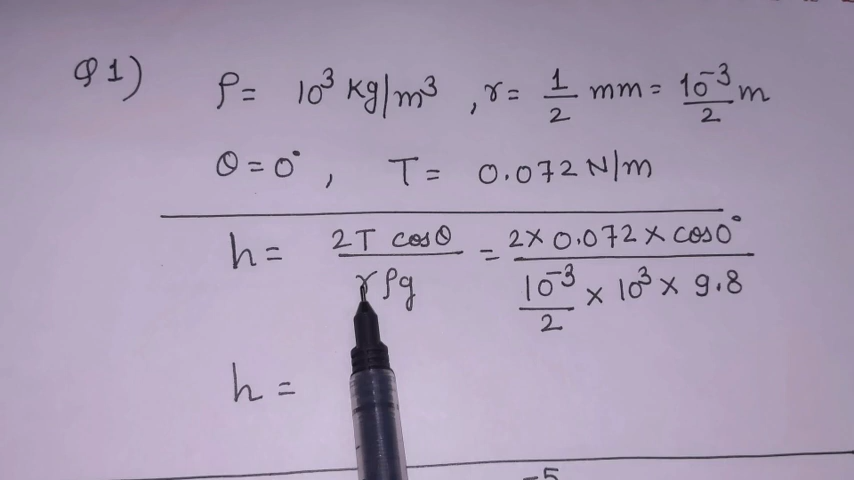 Q1) ρ = 10³ Kg/m³ , r = 1/2 mm = 10⁻³/2 m
θ = 0° , T = 0.072 N/m
h = 2T cosθ / rρg = 2 × 0.072 × cos0° / 10⁻³/2 × 10³ × 9.8
h =
-5